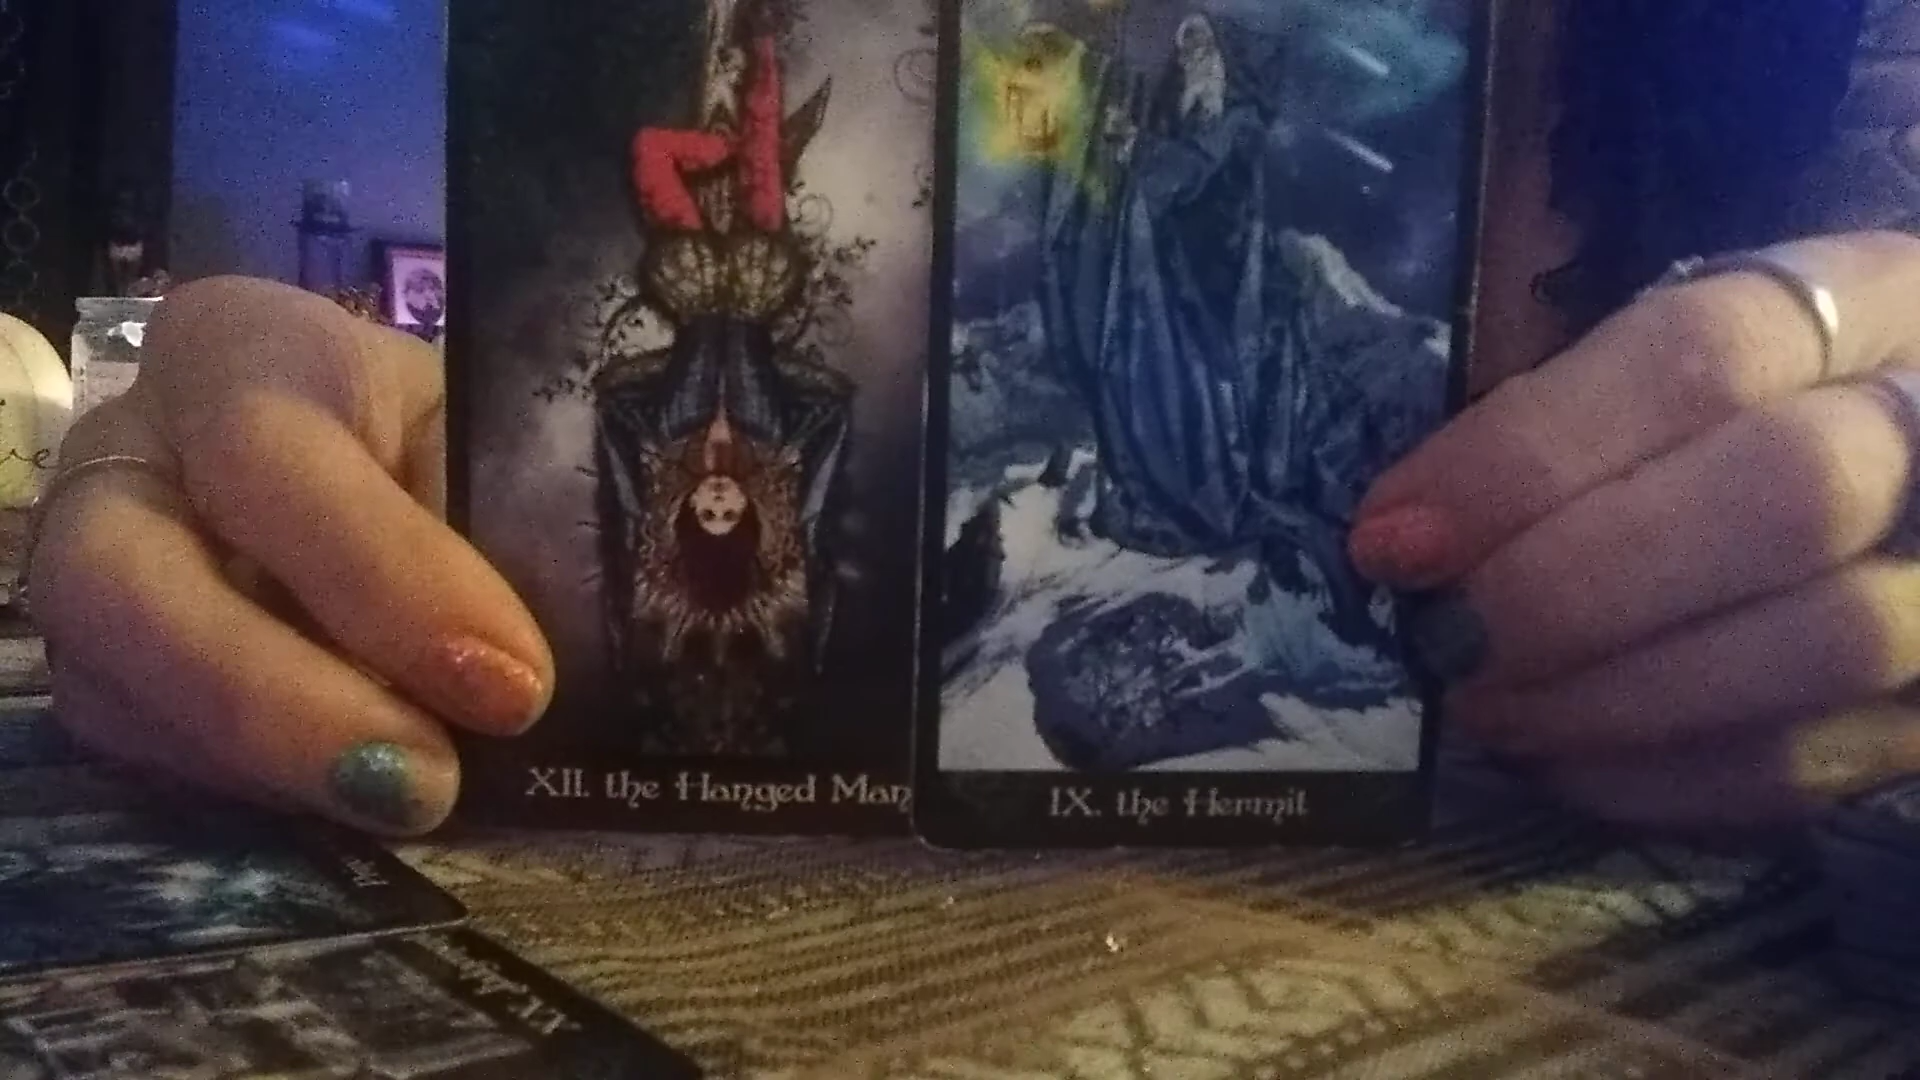 XII. the Hanged Man
IX. the Hermit